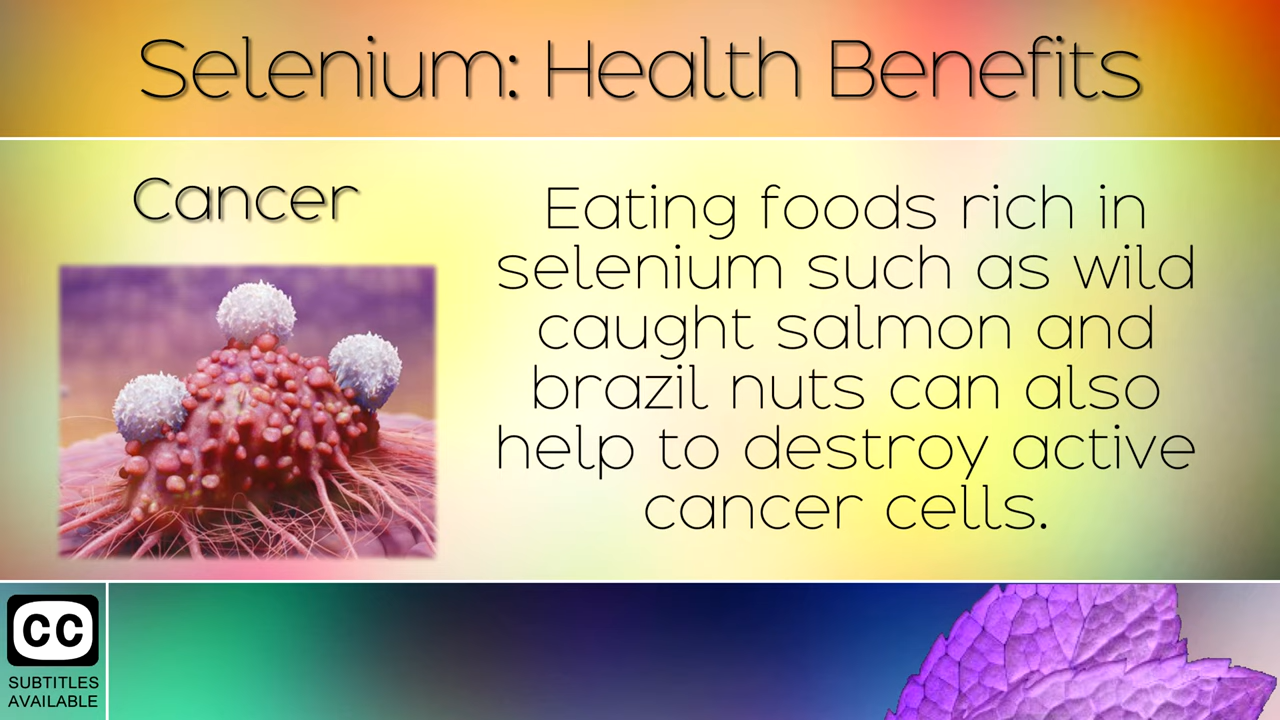 Selenium: Health Benefits
Cancer
Eating foods rich in
selenium such as wild
caught salmon and
brazil nuts can also
help to destroy active
cancer cells.
CC
SUBTITLES
AVAILABLE